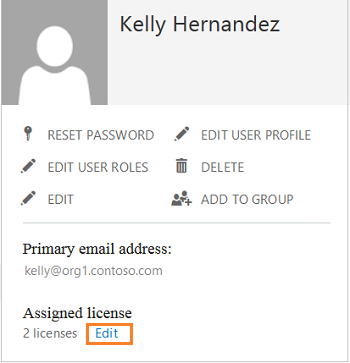 Kelly Hernandez
RESET PASSWORD EDIT USER PROFILE
EDIT USER ROLES DELETE
EDIT ADD TO GROUP
Primary email address:
kelly@org1.contoso.com
Assigned license
2 licenses Edit